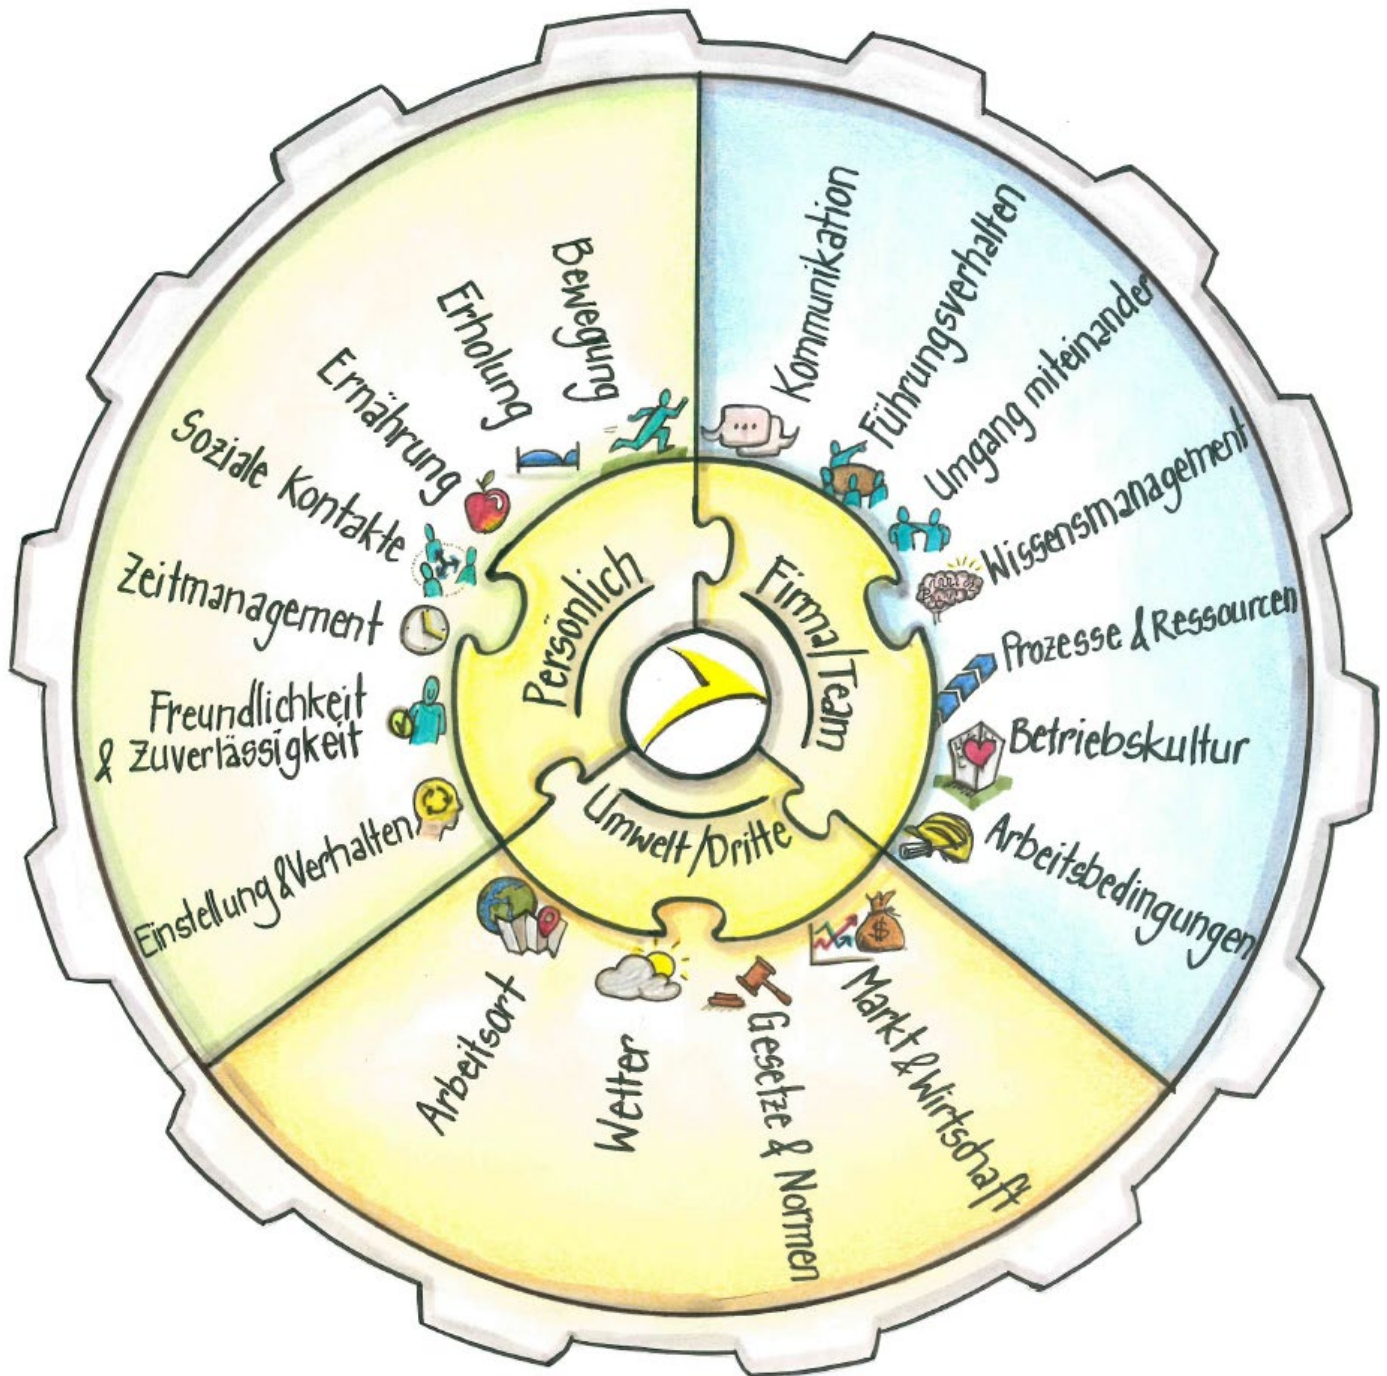 Persönlich
Bewegung
Erholung
Ernährung
Soziale Kontakte
Zeitmanagement
Freundlichkeit
& Zuverlässigkeit
Einstellung & Verhalten
Firma/Team
Kommunikation
Führungsverhalten
Umgang miteinander
Wissensmanagement
Prozesse & Ressourcen
Betriebskultur
Arbeitsbedingungen
Umwelt/Dritte
Markt & Wirtschaft
Gesetze & Normen
Wetter
Arbeitsort
$